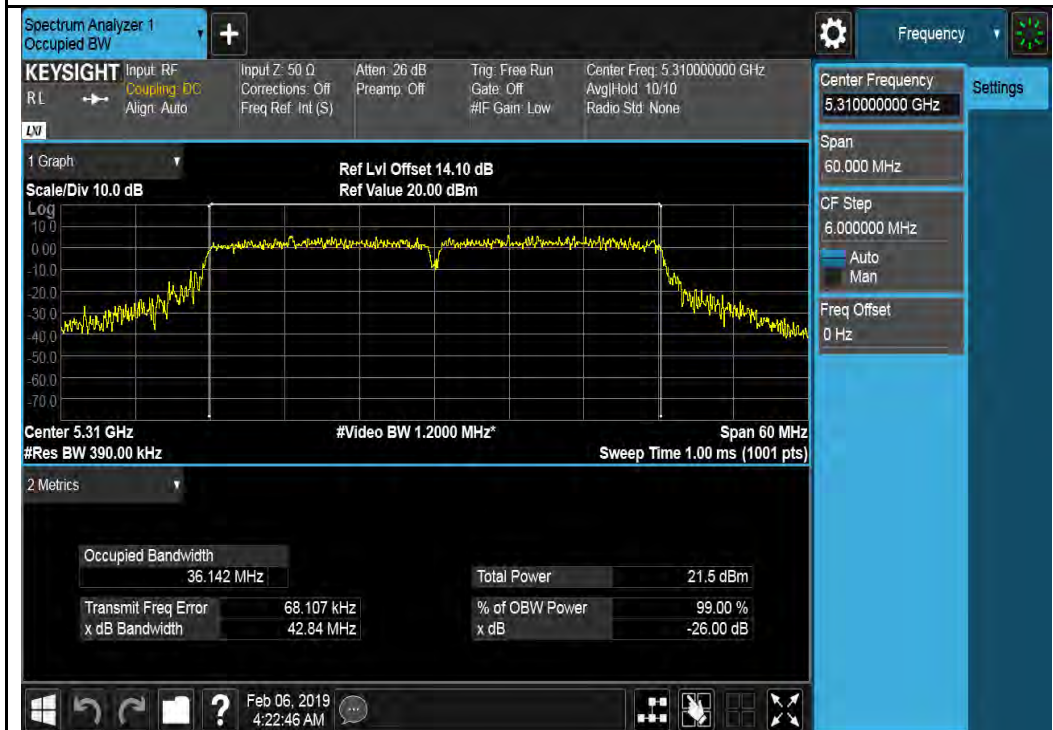 Spectrum Analyzer 1
Occupied BW
+
Frequency
KEYSIGHT
R L
LXI
Input: RF
Coupling: DC
Align: Auto
Input Z: 50 Ω
Corrections: Off
Freq Ref: Int (S)
Atten: 26 dB
Preamp: Off
Trig: Free Run
Gate: Off
#IF Gain: Low
Center Freq: 5.310000000 GHz
Avg|Hold: 10/10
Radio Std: None
Center Frequency
5.310000000 GHz
Settings
Span
60.000 MHz
CF Step
6.000000 MHz
Auto
Man
Freq Offset
0 Hz
1 Graph
Scale/Div 10.0 dB
Ref Lvl Offset 14.10 dB
Ref Value 20.00 dBm
Log
10.0
0.00
-10.0
-20.0
-30.0
-40.0
-50.0
-60.0
-70.0
Center 5.31 GHz
#Video BW 1.2000 MHz*
Span 60 MHz
#Res BW 390.00 kHz
Sweep Time 1.00 ms (1001 pts)
2 Metrics
Occupied Bandwidth
36.142 MHz
Total Power 21.5 dBm
Transmit Freq Error 68.107 kHz
% of OBW Power 99.00 %
x dB Bandwidth 42.84 MHz
x dB -26.00 dB
?
Feb 06, 2019
4:22:46 AM